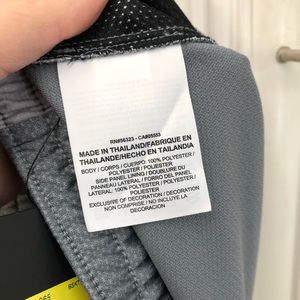 RN#56323 - CA#05553
MADE IN THAILAND/FABRIQUE EN
THAILANDE/HECHO EN TAILANDIA
BODY / CORPS / CUERPO: 100% POLYESTER
/ POLYESTER / POLIÉSTER
SIDE PANEL LINING / DOUBLURE DU
PANNEAU LATERAL / FORRO DEL PANEL
LATERAL: 100% POLYESTER / POLYESTER /
POLIÉSTER
EXCLUSIVE OF DECORATION / DECORATION
NON COMPRISE / NO INCLUYE LA
DECORACIÓN